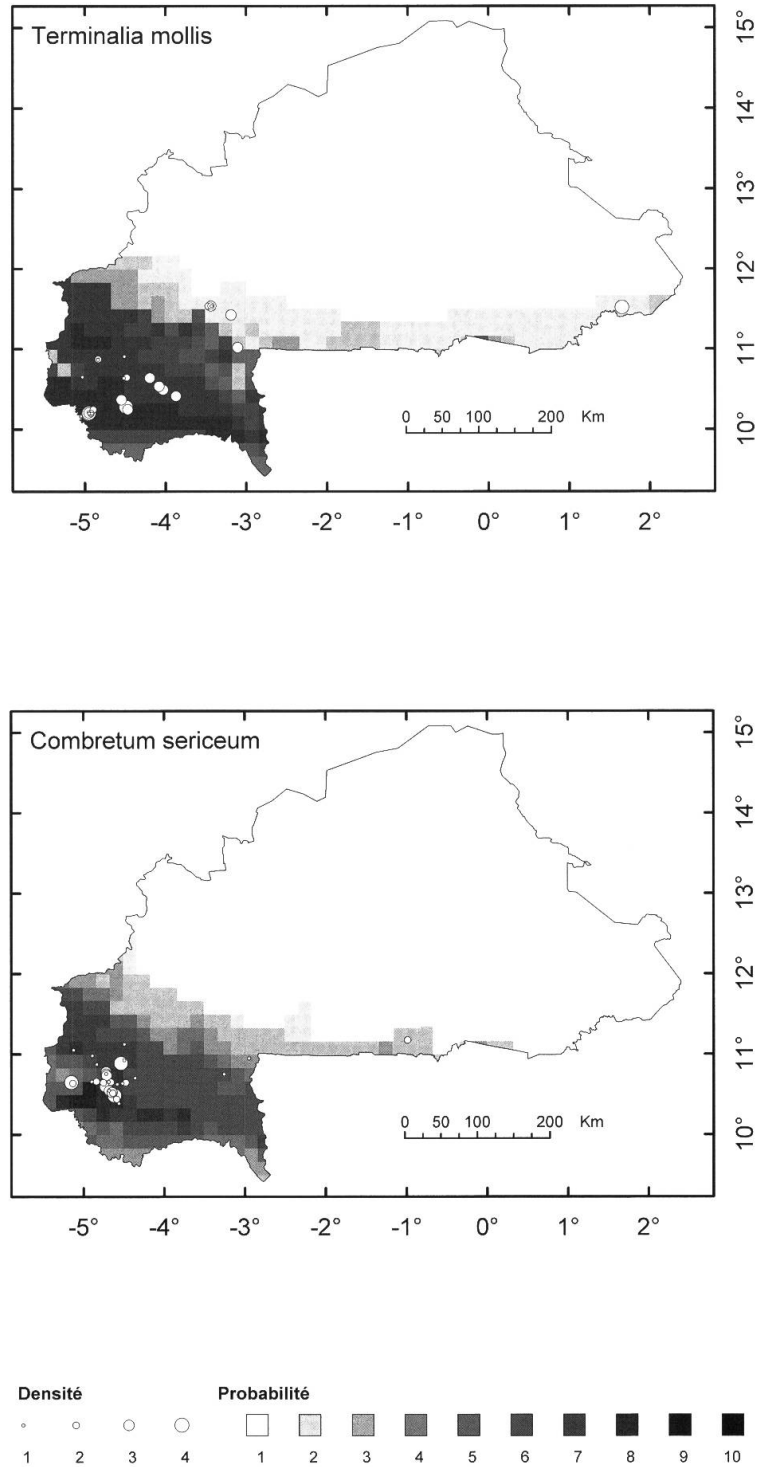 Terminalia mollis
15°
14°
13°
12°
11°
10°
0 50 100 200 Km
-5° -4° -3° -2° -1° 0° 1° 2°
Combretum sericeum
15°
14°
13°
12°
11°
10°
0 50 100 200 Km
-5° -4° -3° -2° -1° 0° 1° 2°
Densité Probabilité
1 2 3 4 1 2 3 4 5 6 7 8 9 10